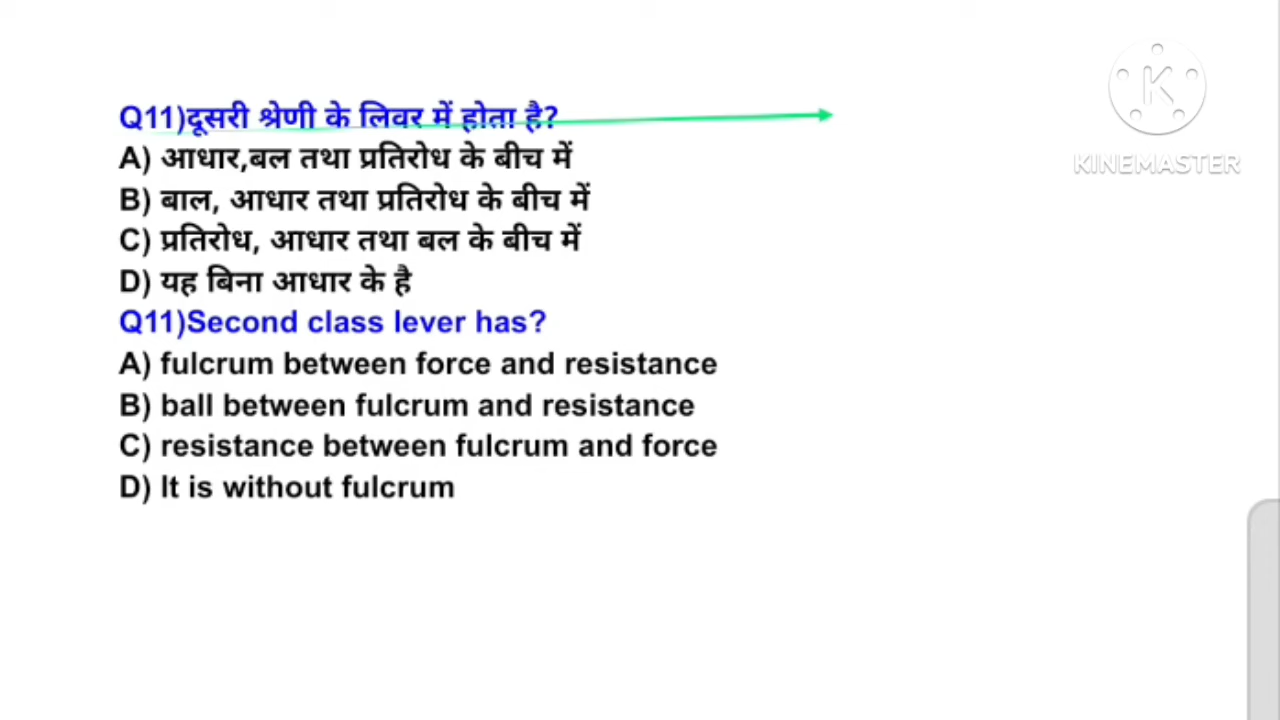 Q11)दूसरी श्रेणी के लिवर में होता है?
A) आधार,बल तथा प्रतिरोध के बीच में
B) बाल, आधार तथा प्रतिरोध के बीच में
C) प्रतिरोध, आधार तथा बल के बीच में
D) यह बिना आधार के है
Q11)Second class lever has?
A) fulcrum between force and resistance
B) ball between fulcrum and resistance
C) resistance between fulcrum and force
D) It is without fulcrum
K
KINEMASTER